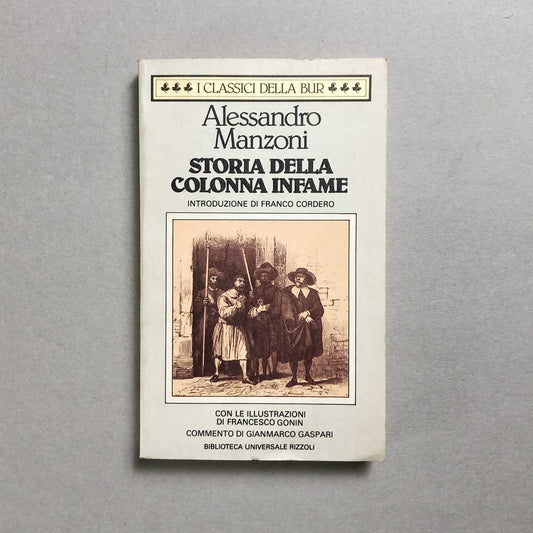 I CLASSICI DELLA BUR
Alessandro
Manzoni
STORIA DELLA
COLONNA INFAME
INTRODUZIONE DI FRANCO CORDERO
CON LE ILLUSTRAZIONI
DI FRANCESCO GONIN
COMMENTO DI GIANMARCO GASPARI
BIBLIOTECA UNIVERSALE RIZZOLI